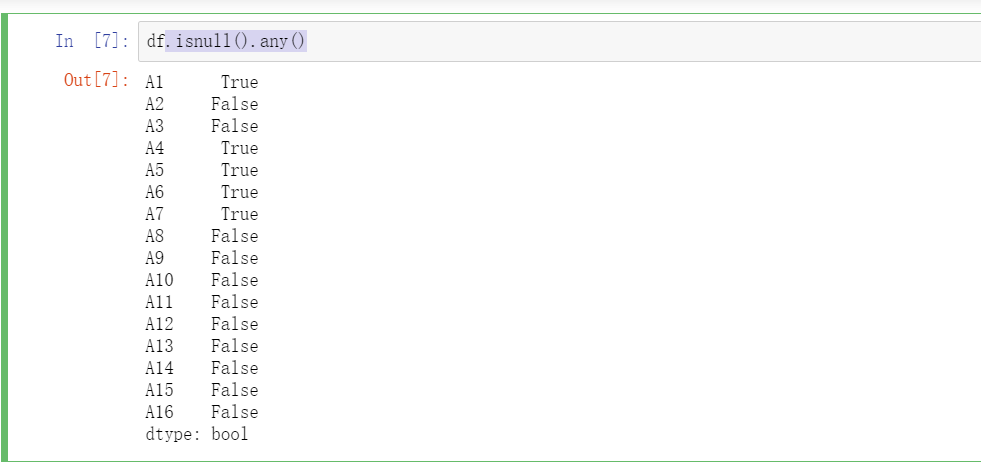 In [7]: df.isnull().any()
Out[7]: A1 True
A2 False
A3 False
A4 True
A5 True
A6 True
A7 True
A8 False
A9 False
A10 False
A11 False
A12 False
A13 False
A14 False
A15 False
A16 False
dtype: bool